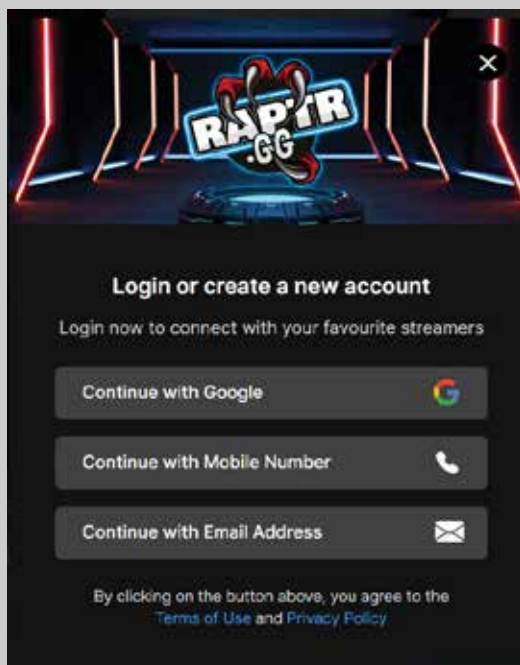 RAPTR
.GG
Login or create a new account
Login now to connect with your favourite streamers
Continue with Google
Continue with Mobile Number
Continue with Email Address
By clicking on the button above, you agree to the
Terms of Use and Privacy Policy